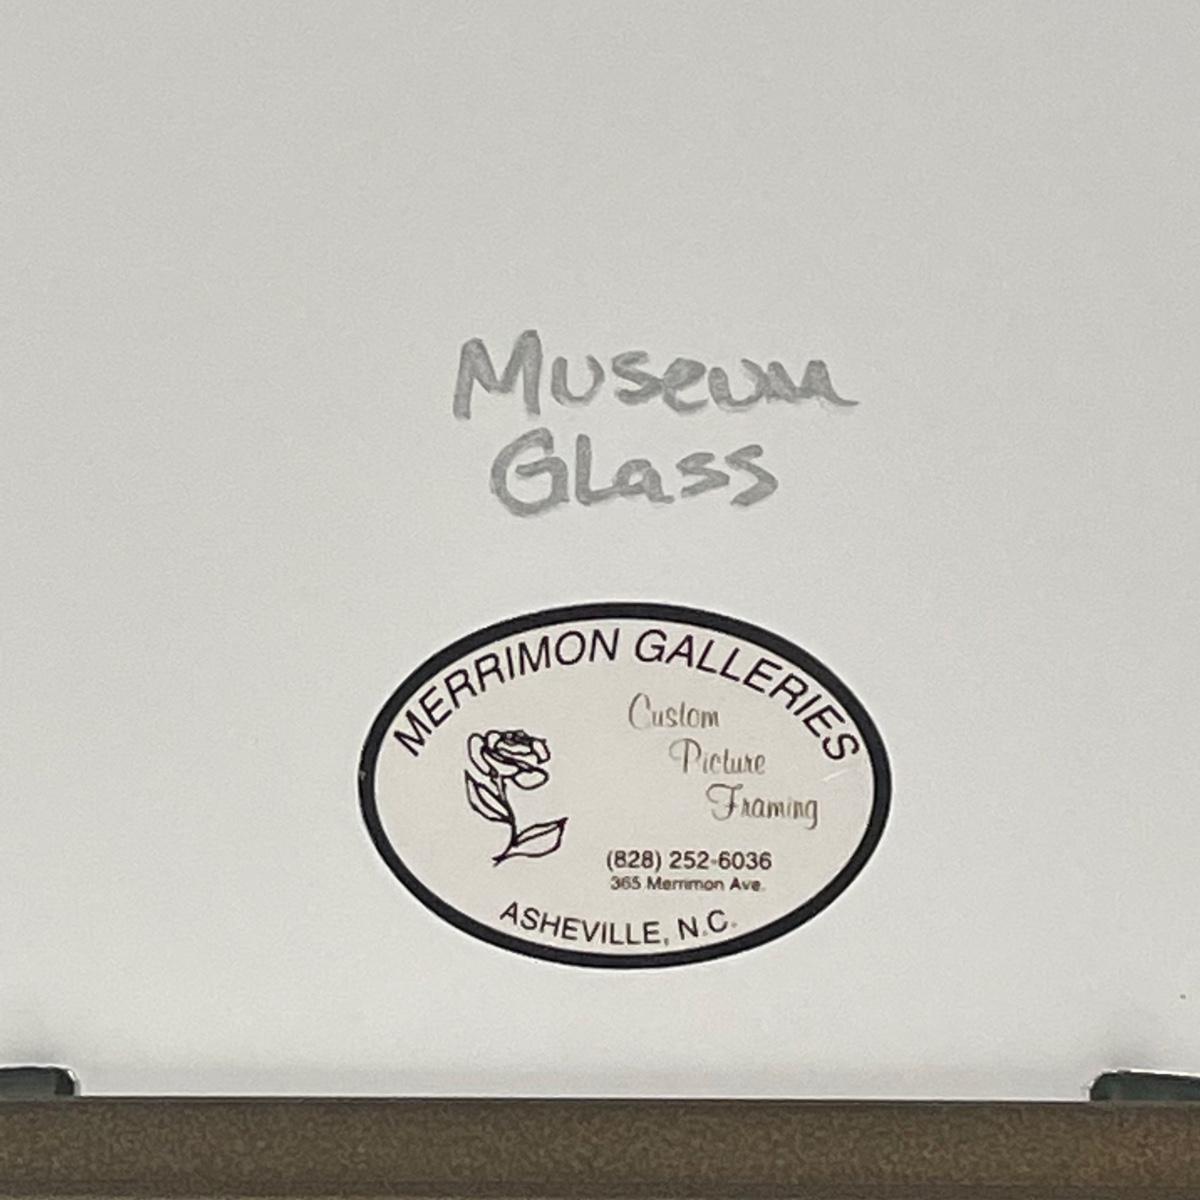 Museum
Glass
MERRIMON GALLERIES
Custom
Picture
Framing
(828) 252-6036
365 Merrimon Ave.
ASHEVILLE, N.C.